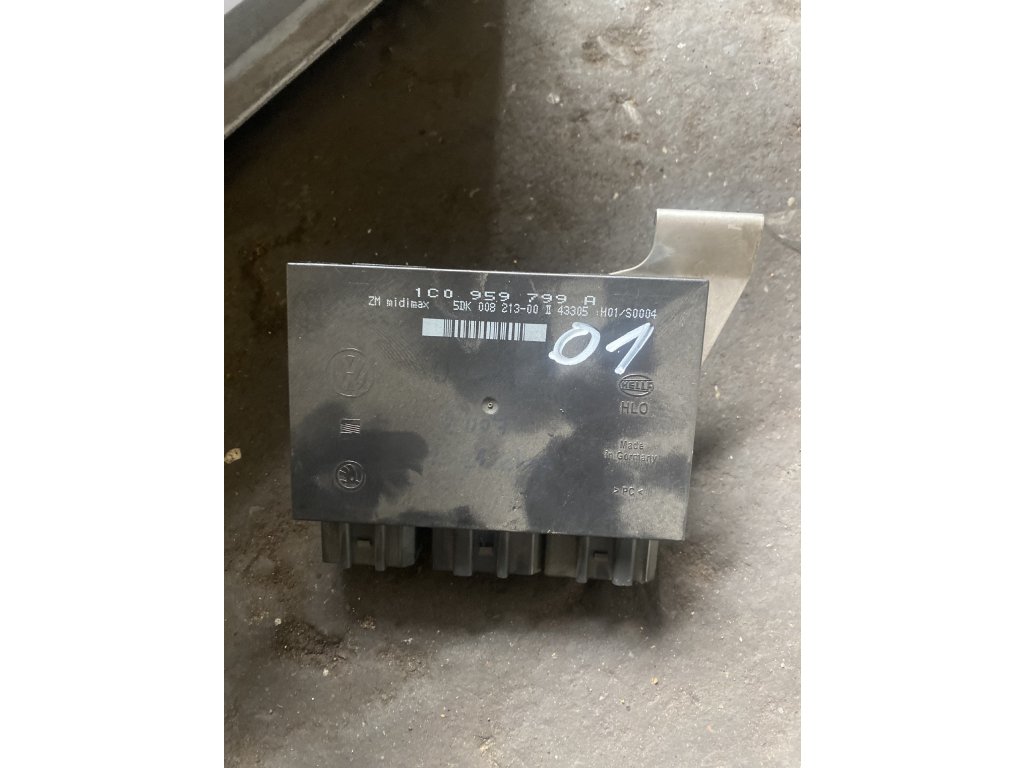 1C0 959 799 A
ZM midimax 5DK 008 213-00 II 43305 :H01/S0004
01
HELLA
HLO
Made
in Germany
>PC<